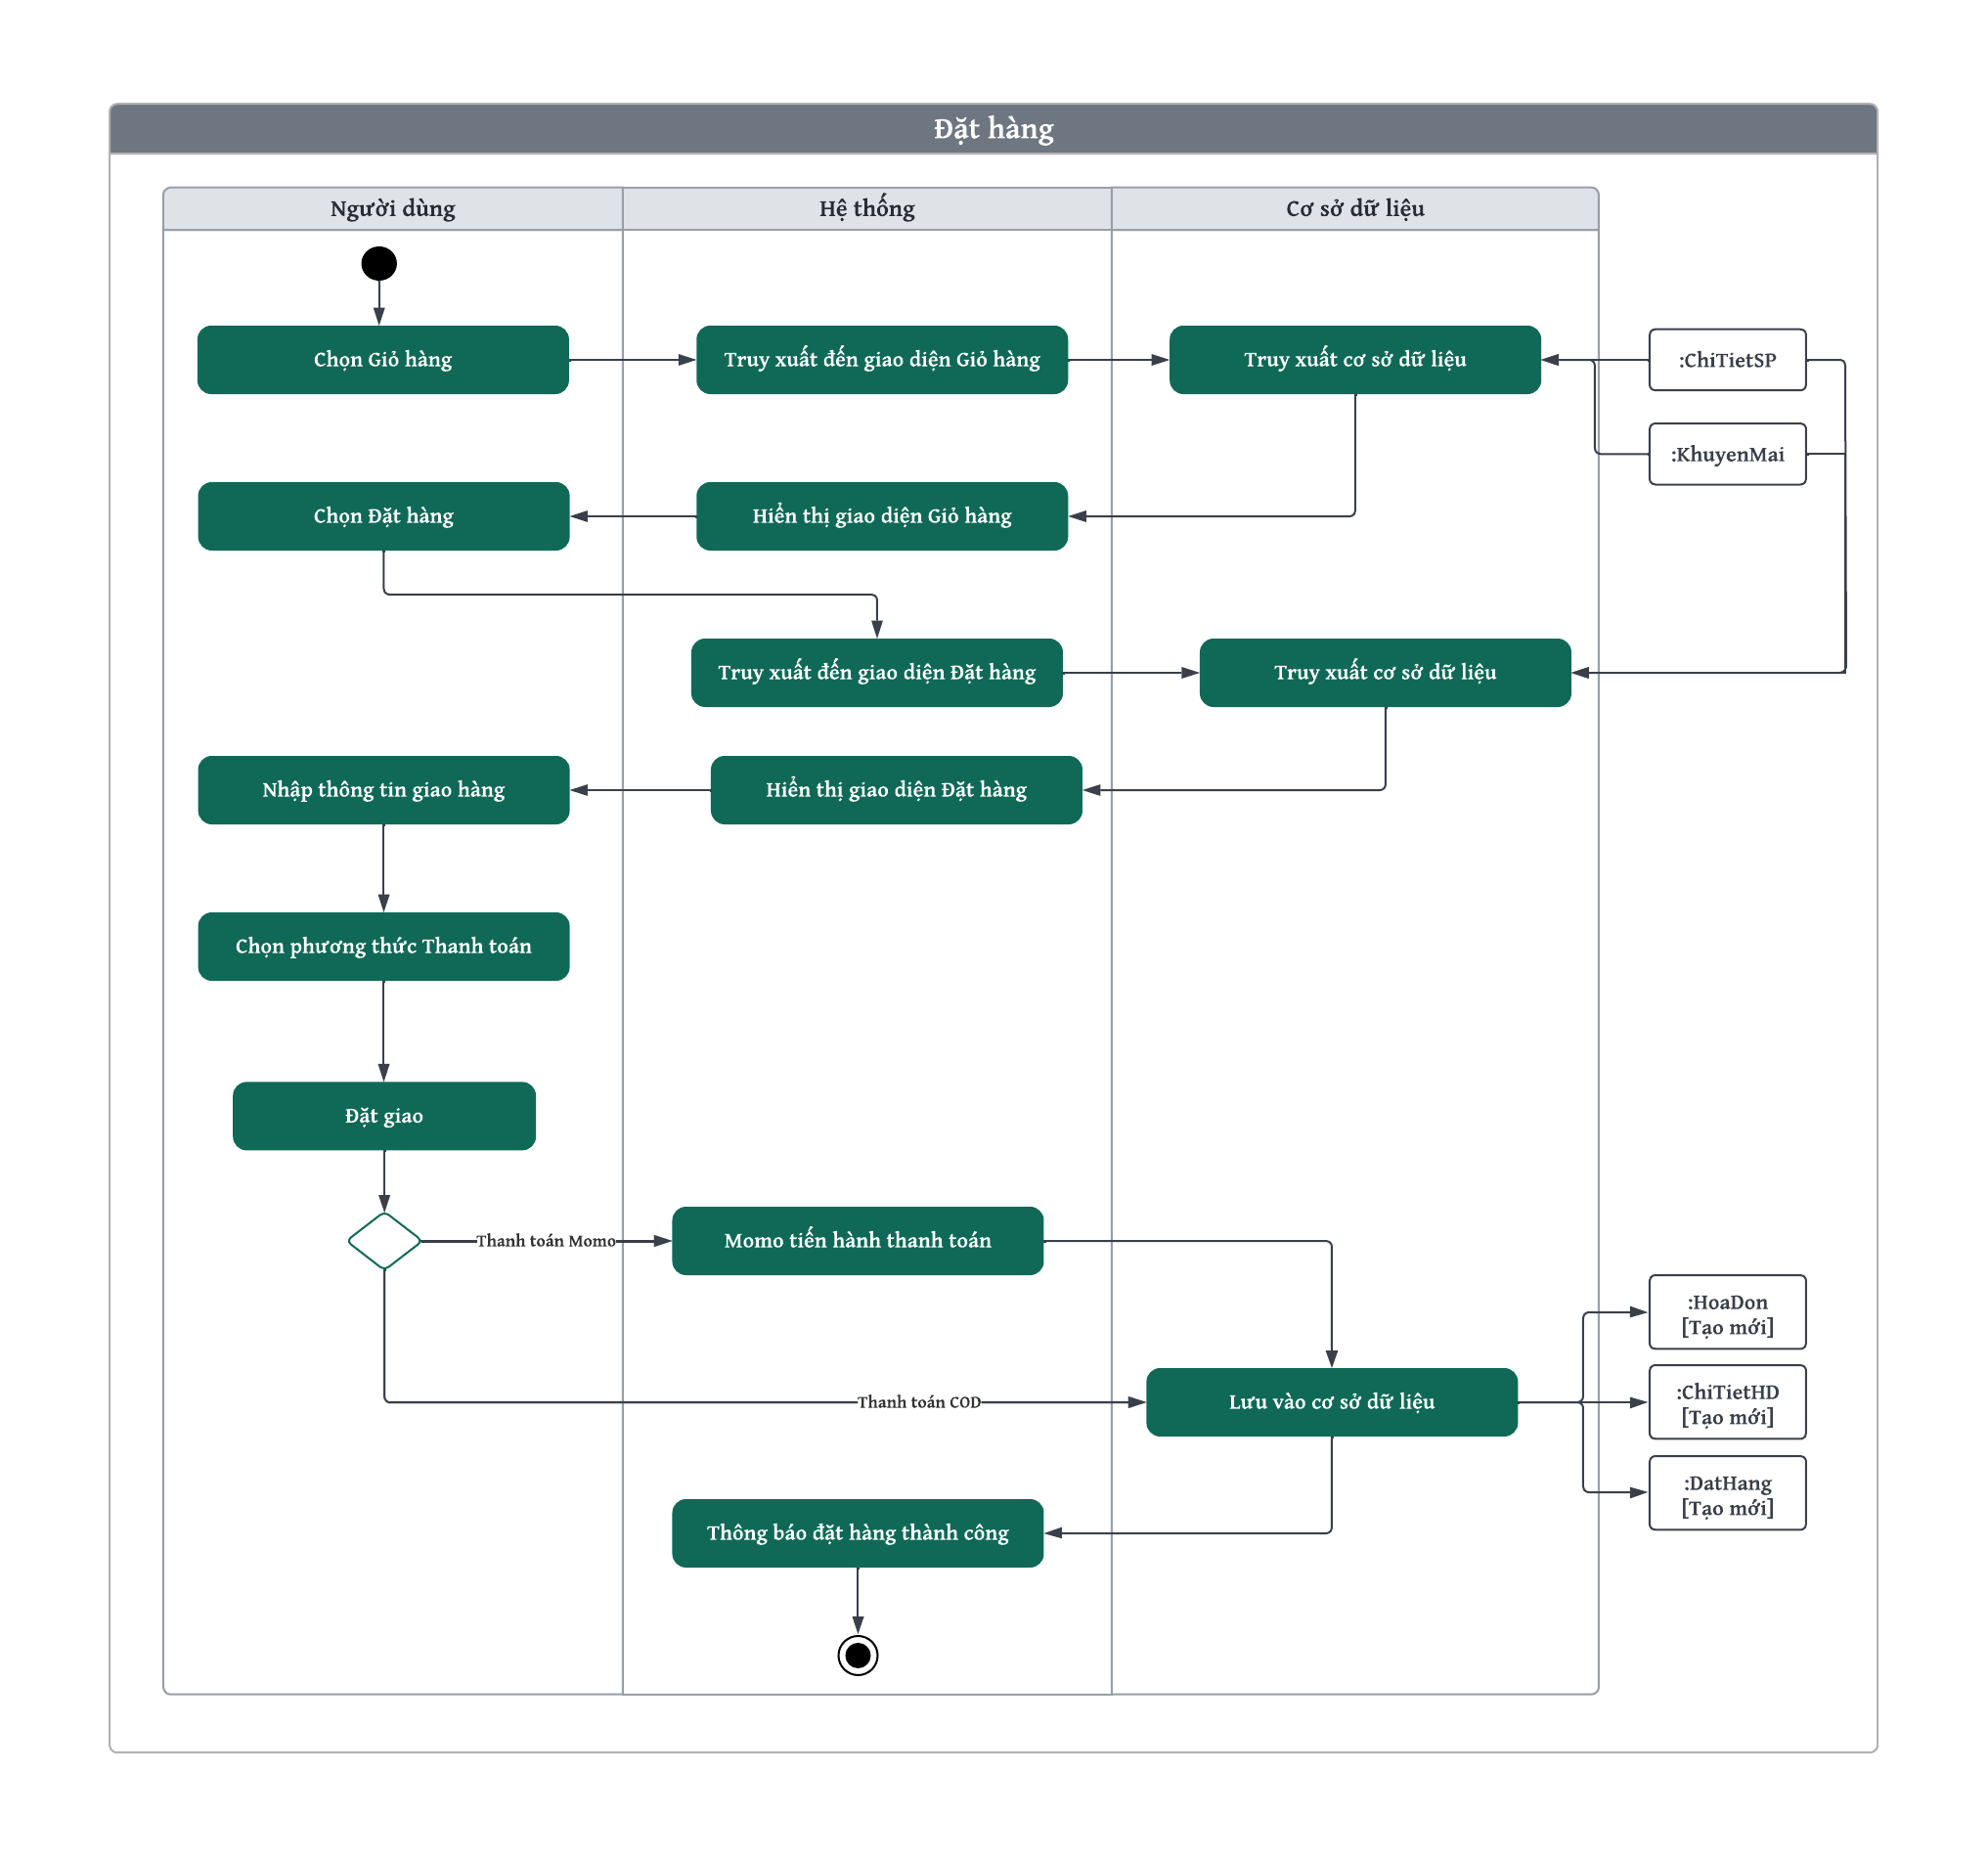 Đặt hàng
Người dùng
Hệ thống
Cơ sở dữ liệu
Chọn Giỏ hàng
Truy xuất đến giao diện Giỏ hàng
Truy xuất cơ sở dữ liệu
:ChiTietSP
:KhuyenMai
Chọn Đặt hàng
Hiển thị giao diện Giỏ hàng
Truy xuất đến giao diện Đặt hàng
Truy xuất cơ sở dữ liệu
Nhập thông tin giao hàng
Hiển thị giao diện Đặt hàng
Chọn phương thức Thanh toán
Đặt giao
Thanh toán Momo
Momo tiến hành thanh toán
:HoaDon
[Tạo mới]
Thanh toán COD
Lưu vào cơ sở dữ liệu
:ChiTietHD
[Tạo mới]
:DatHang
[Tạo mới]
Thông báo đặt hàng thành công